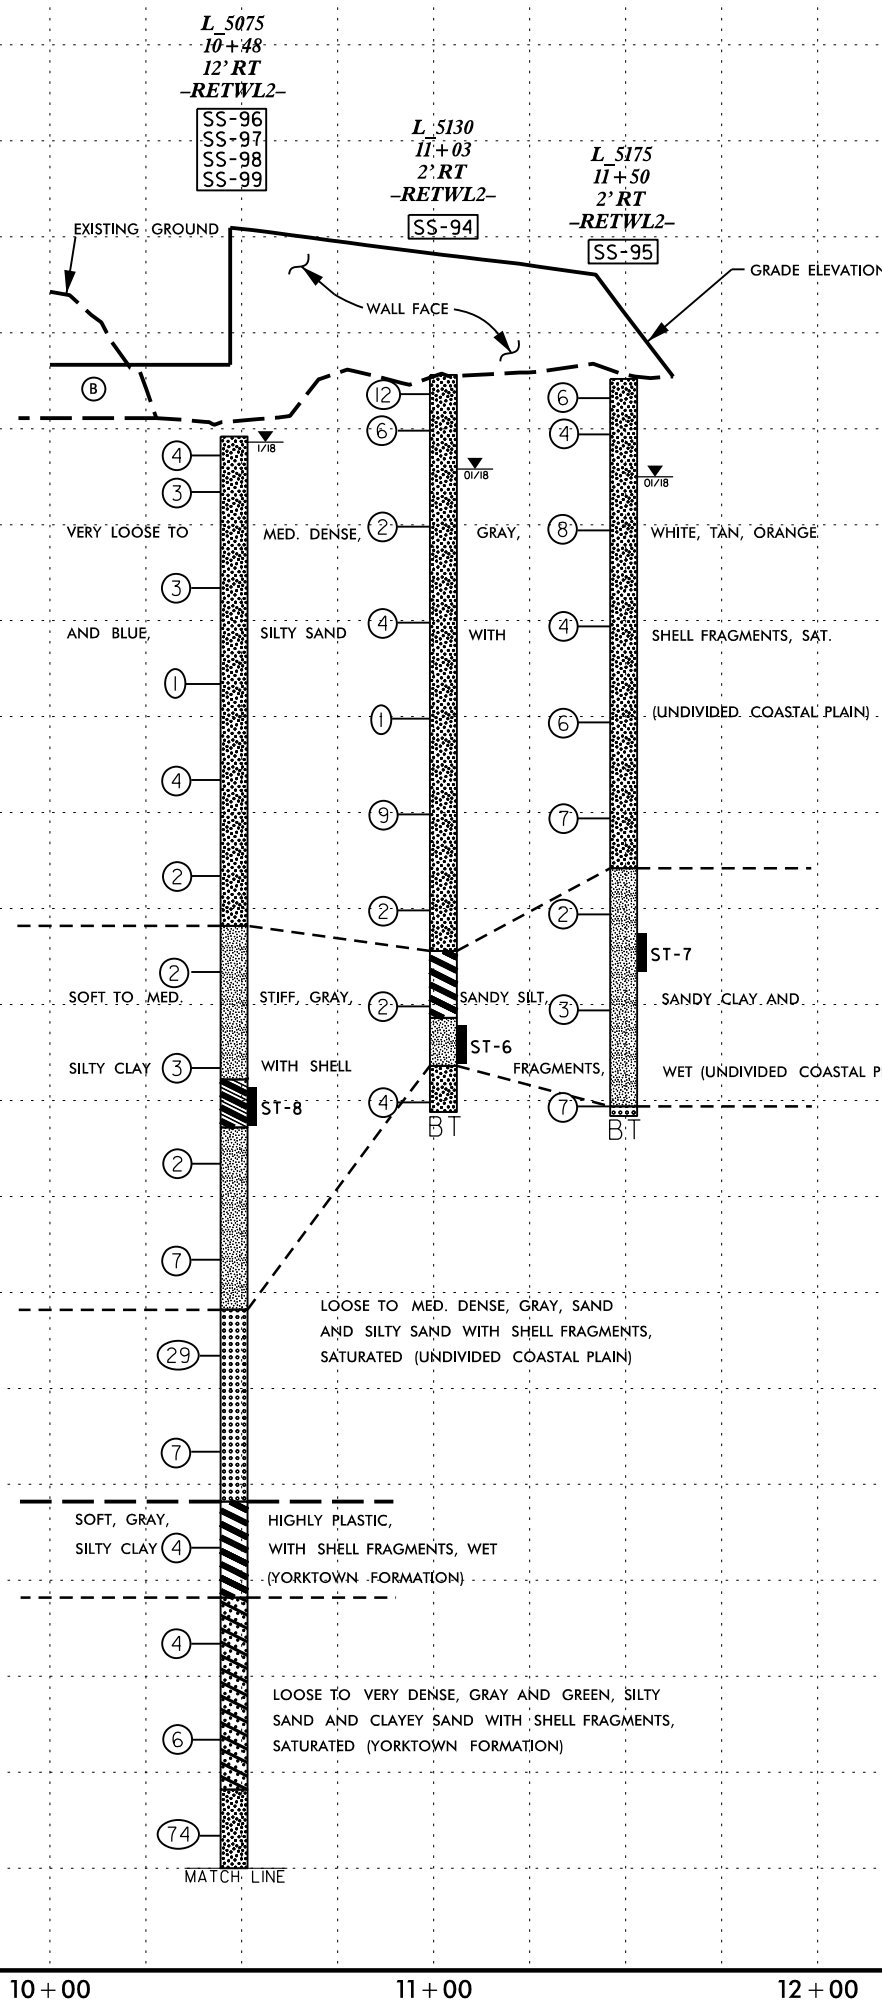 L_5075
10+48
12' RT
-RETWL2-
SS-96
SS-97
SS-98
SS-99
L_5130
11+03
2' RT
-RETWL2-
SS-94
L_5175
11+50
2' RT
-RETWL2-
SS-95
EXISTING GROUND
GRADE ELEVATION
WALL FACE
B
12
6
6
4
4
3
1/18
01/18
01/18
VERY LOOSE TO MED. DENSE, 2 GRAY, 8 WHITE, TAN, ORANGE
3
AND BLUE, SILTY SAND 4 WITH 4 SHELL FRAGMENTS, SAT.
1
1
6
(UNDIVIDED COASTAL PLAIN)
4
9
7
2
2
2
2
ST-7
SOFT TO MED. STIFF, GRAY, 2 SANDY SILT, 3 SANDY CLAY AND
ST-6
SILTY CLAY 3 WITH SHELL FRAGMENTS, WET (UNDIVIDED COASTAL P
ST-8
4
7
BT
BT
2
7
LOOSE TO MED. DENSE, GRAY, SAND
AND SILTY SAND WITH SHELL FRAGMENTS,
SATURATED (UNDIVIDED COASTAL PLAIN)
29
7
SOFT, GRAY, HIGHLY PLASTIC,
SILTY CLAY 4 WITH SHELL FRAGMENTS, WET
(YORKTOWN FORMATION)
4
LOOSE TO VERY DENSE, GRAY AND GREEN, SILTY
SAND AND CLAYEY SAND WITH SHELL FRAGMENTS,
SATURATED (YORKTOWN FORMATION)
6
74
MATCH LINE
10+00 11+00 12+00